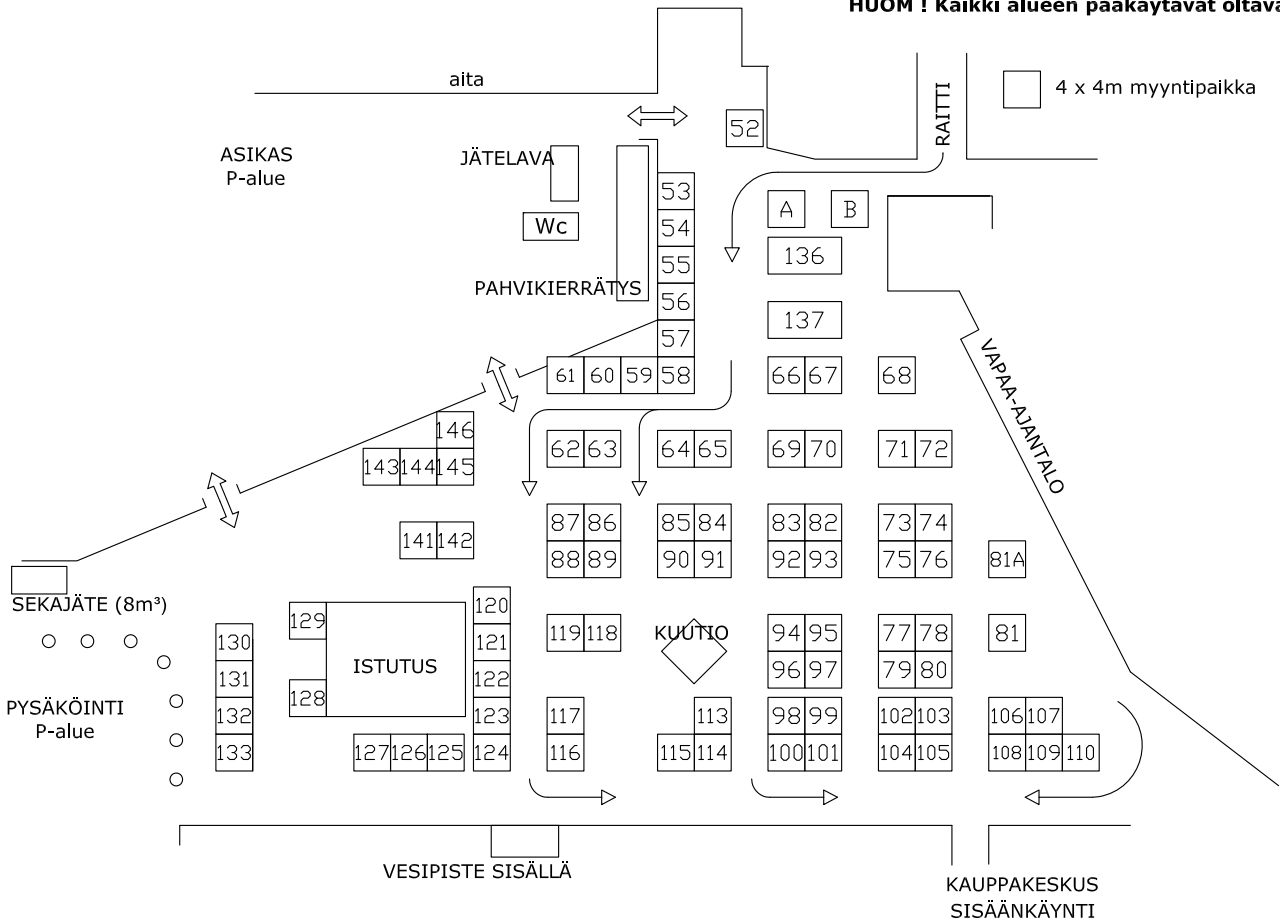 HUOM ! Kaikki alueen pääkäytävät oltava
aita
4 x 4m myyntipaikka
RAITTI
52
ASIKAS
P-alue
JÄTELAVA
53
A B
Wc
54
136
55
PAHVIKIERRÄTYS
56
137
57
VAPAA-AJANTALO
61 60 59 58 66 67 68
146
62 63 64 65 69 70 71 72
143 144 145
87 86 85 84 83 82 73 74
141 142
88 89 90 91 92 93 75 76 81A
SEKAJÄTE (8m³)
120
129
130 121 119 118 KUUTIO 94 95 77 78 81
ISTUTUS
131 122 96 97 79 80
128
PYSÄKÖINTI
P-alue
132 123 117 113 98 99 102 103 106 107
133 127 126 125 124 116 115 114 100 101 104 105 108 109 110
VESIPISTE SISÄLLÄ
KAUPPAKESKUS
SISÄÄNKÄYNTI